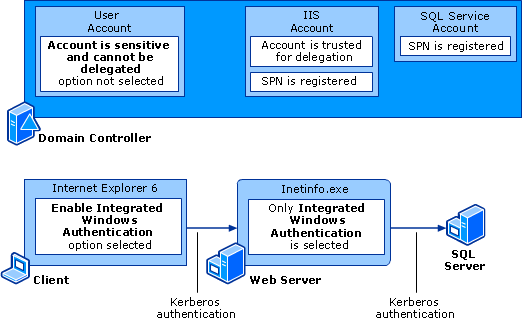 User
Account
Account is sensitive
and cannot be
delegated
option not selected
IIS
Account
Account is trusted
for delegation
SPN is registered
SQL Service
Account
SPN is registered
Domain Controller
Internet Explorer 6
Enable Integrated
Windows
Authentication
option selected
Client
Inetinfo.exe
Only Integrated
Windows
Authentication
is selected
Web Server
SQL
Server
Kerberos
authentication
Kerberos
authentication